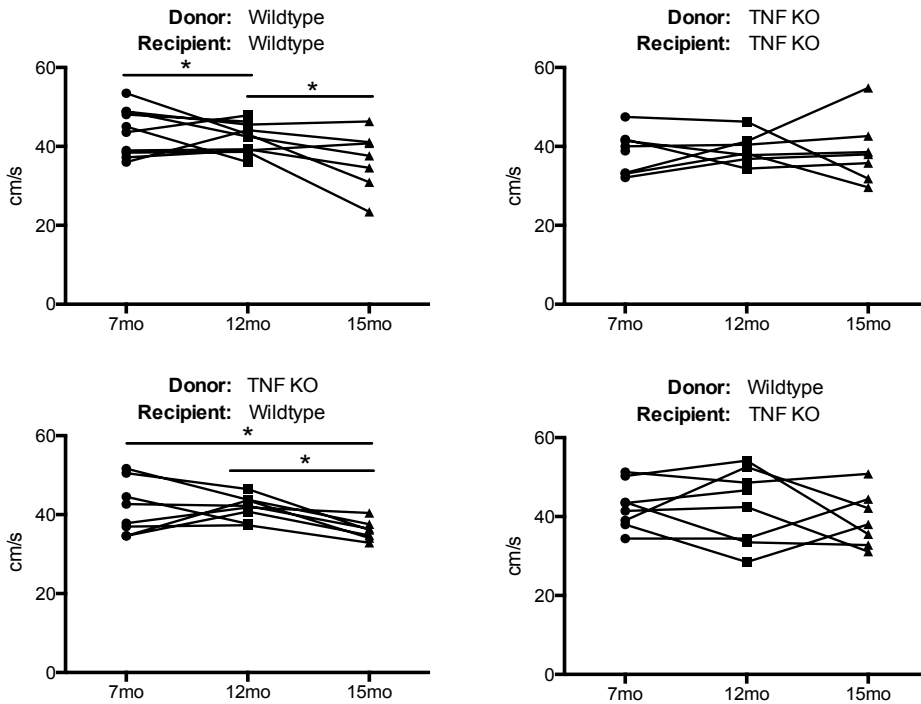 Donor: Wildtype
Recipient: Wildtype
* *
60
40
20
0
cm/s
7mo 12mo 15mo
Donor: TNF KO
Recipient: TNF KO
60
40
20
0
cm/s
7mo 12mo 15mo
Donor: TNF KO
Recipient: Wildtype
*
*
60
40
20
0
cm/s
7mo 12mo 15mo
Donor: Wildtype
Recipient: TNF KO
60
40
20
0
cm/s
7mo 12mo 15mo